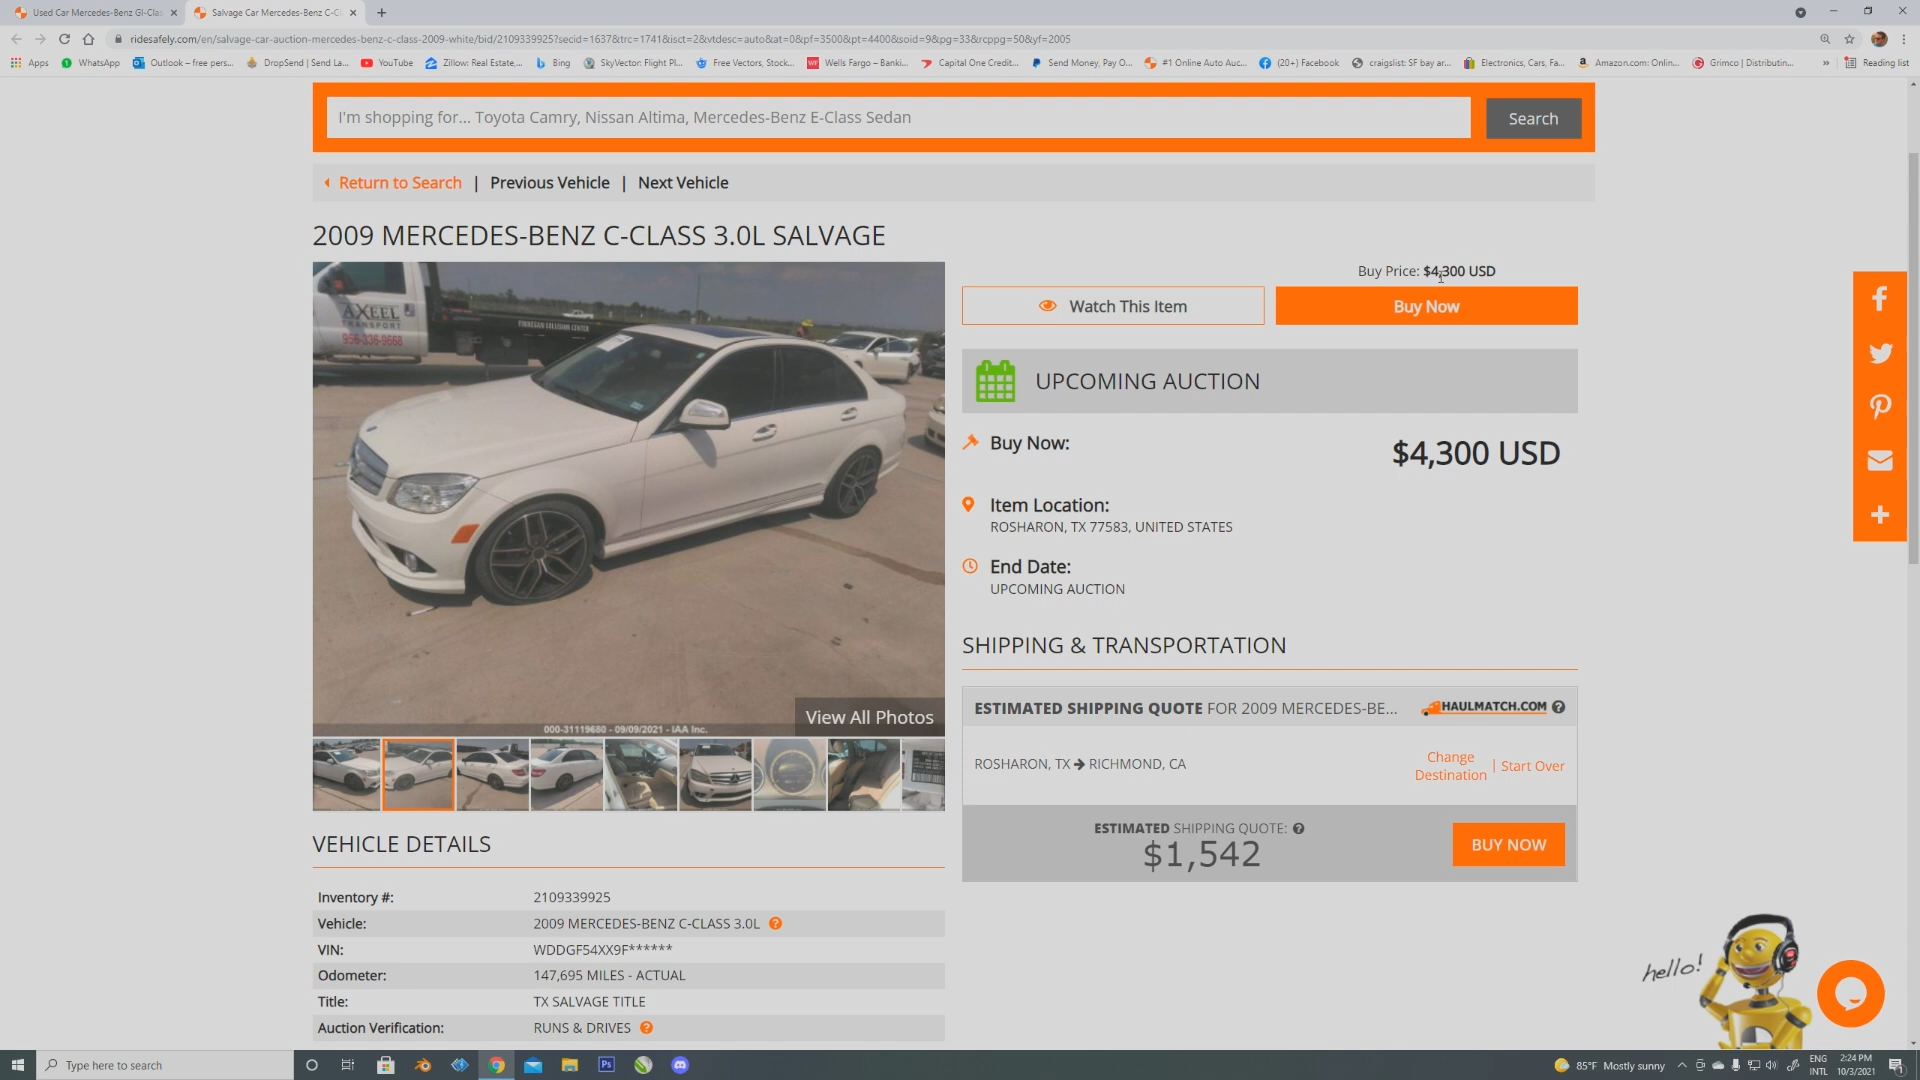 Used Car Mercedes-Benz Gl-Clas
Salvage Car Mercedes-Benz C-Cl
ridesafely.com/en/salvage-car-auction-mercedes-benz-c-class-2009-white/bid/2109339925?secid=1637&trc=1741&isct=2&vtdesc=auto&at=0&pf=3500&pt=4400&soid=9&pg=33&rcppg=50&yf=2005
Apps WhatsApp Outlook – free pers... DropSend | Send La... YouTube Zillow: Real Estate,... Bing SkyVector: Flight Pl... Free Vectors, Stock... Wells Fargo – Banki... Capital One Credit... Send Money, Pay O... #1 Online Auto Auc... (20+) Facebook craigslist: SF bay ar... Electronics, Cars, Fa... Amazon.com: Onlin... Grimco | Distributin... » Reading list
I'm shopping for... Toyota Camry, Nissan Altima, Mercedes-Benz E-Class Sedan
Search
Return to Search | Previous Vehicle | Next Vehicle
2009 MERCEDES-BENZ C-CLASS 3.0L SALVAGE
Buy Price: $4,300 USD
Watch This Item
Buy Now
AXEEL
TRANSPORT
956-336-9668
FINNEGAN COLLISION CENTER
UPCOMING AUCTION
Buy Now:
$4,300 USD
Item Location:
ROSHARON, TX 77583, UNITED STATES
End Date:
UPCOMING AUCTION
SHIPPING & TRANSPORTATION
ESTIMATED SHIPPING QUOTE FOR 2009 MERCEDES-BE...
HAULMATCH.COM
View All Photos
000-31119680 - 09/09/2021 - IAA Inc.
ROSHARON, TX → RICHMOND, CA
Change Destination | Start Over
ESTIMATED SHIPPING QUOTE:
$1,542
BUY NOW
VEHICLE DETAILS
Inventory #: 2109339925
Vehicle: 2009 MERCEDES-BENZ C-CLASS 3.0L
VIN: WDDGF54XX9F******
Odometer: 147,695 MILES - ACTUAL
Title: TX SALVAGE TITLE
Auction Verification: RUNS & DRIVES
hello!
Type here to search
Ps
85°F Mostly sunny
ENG
INTL
2:24 PM
10/3/2021